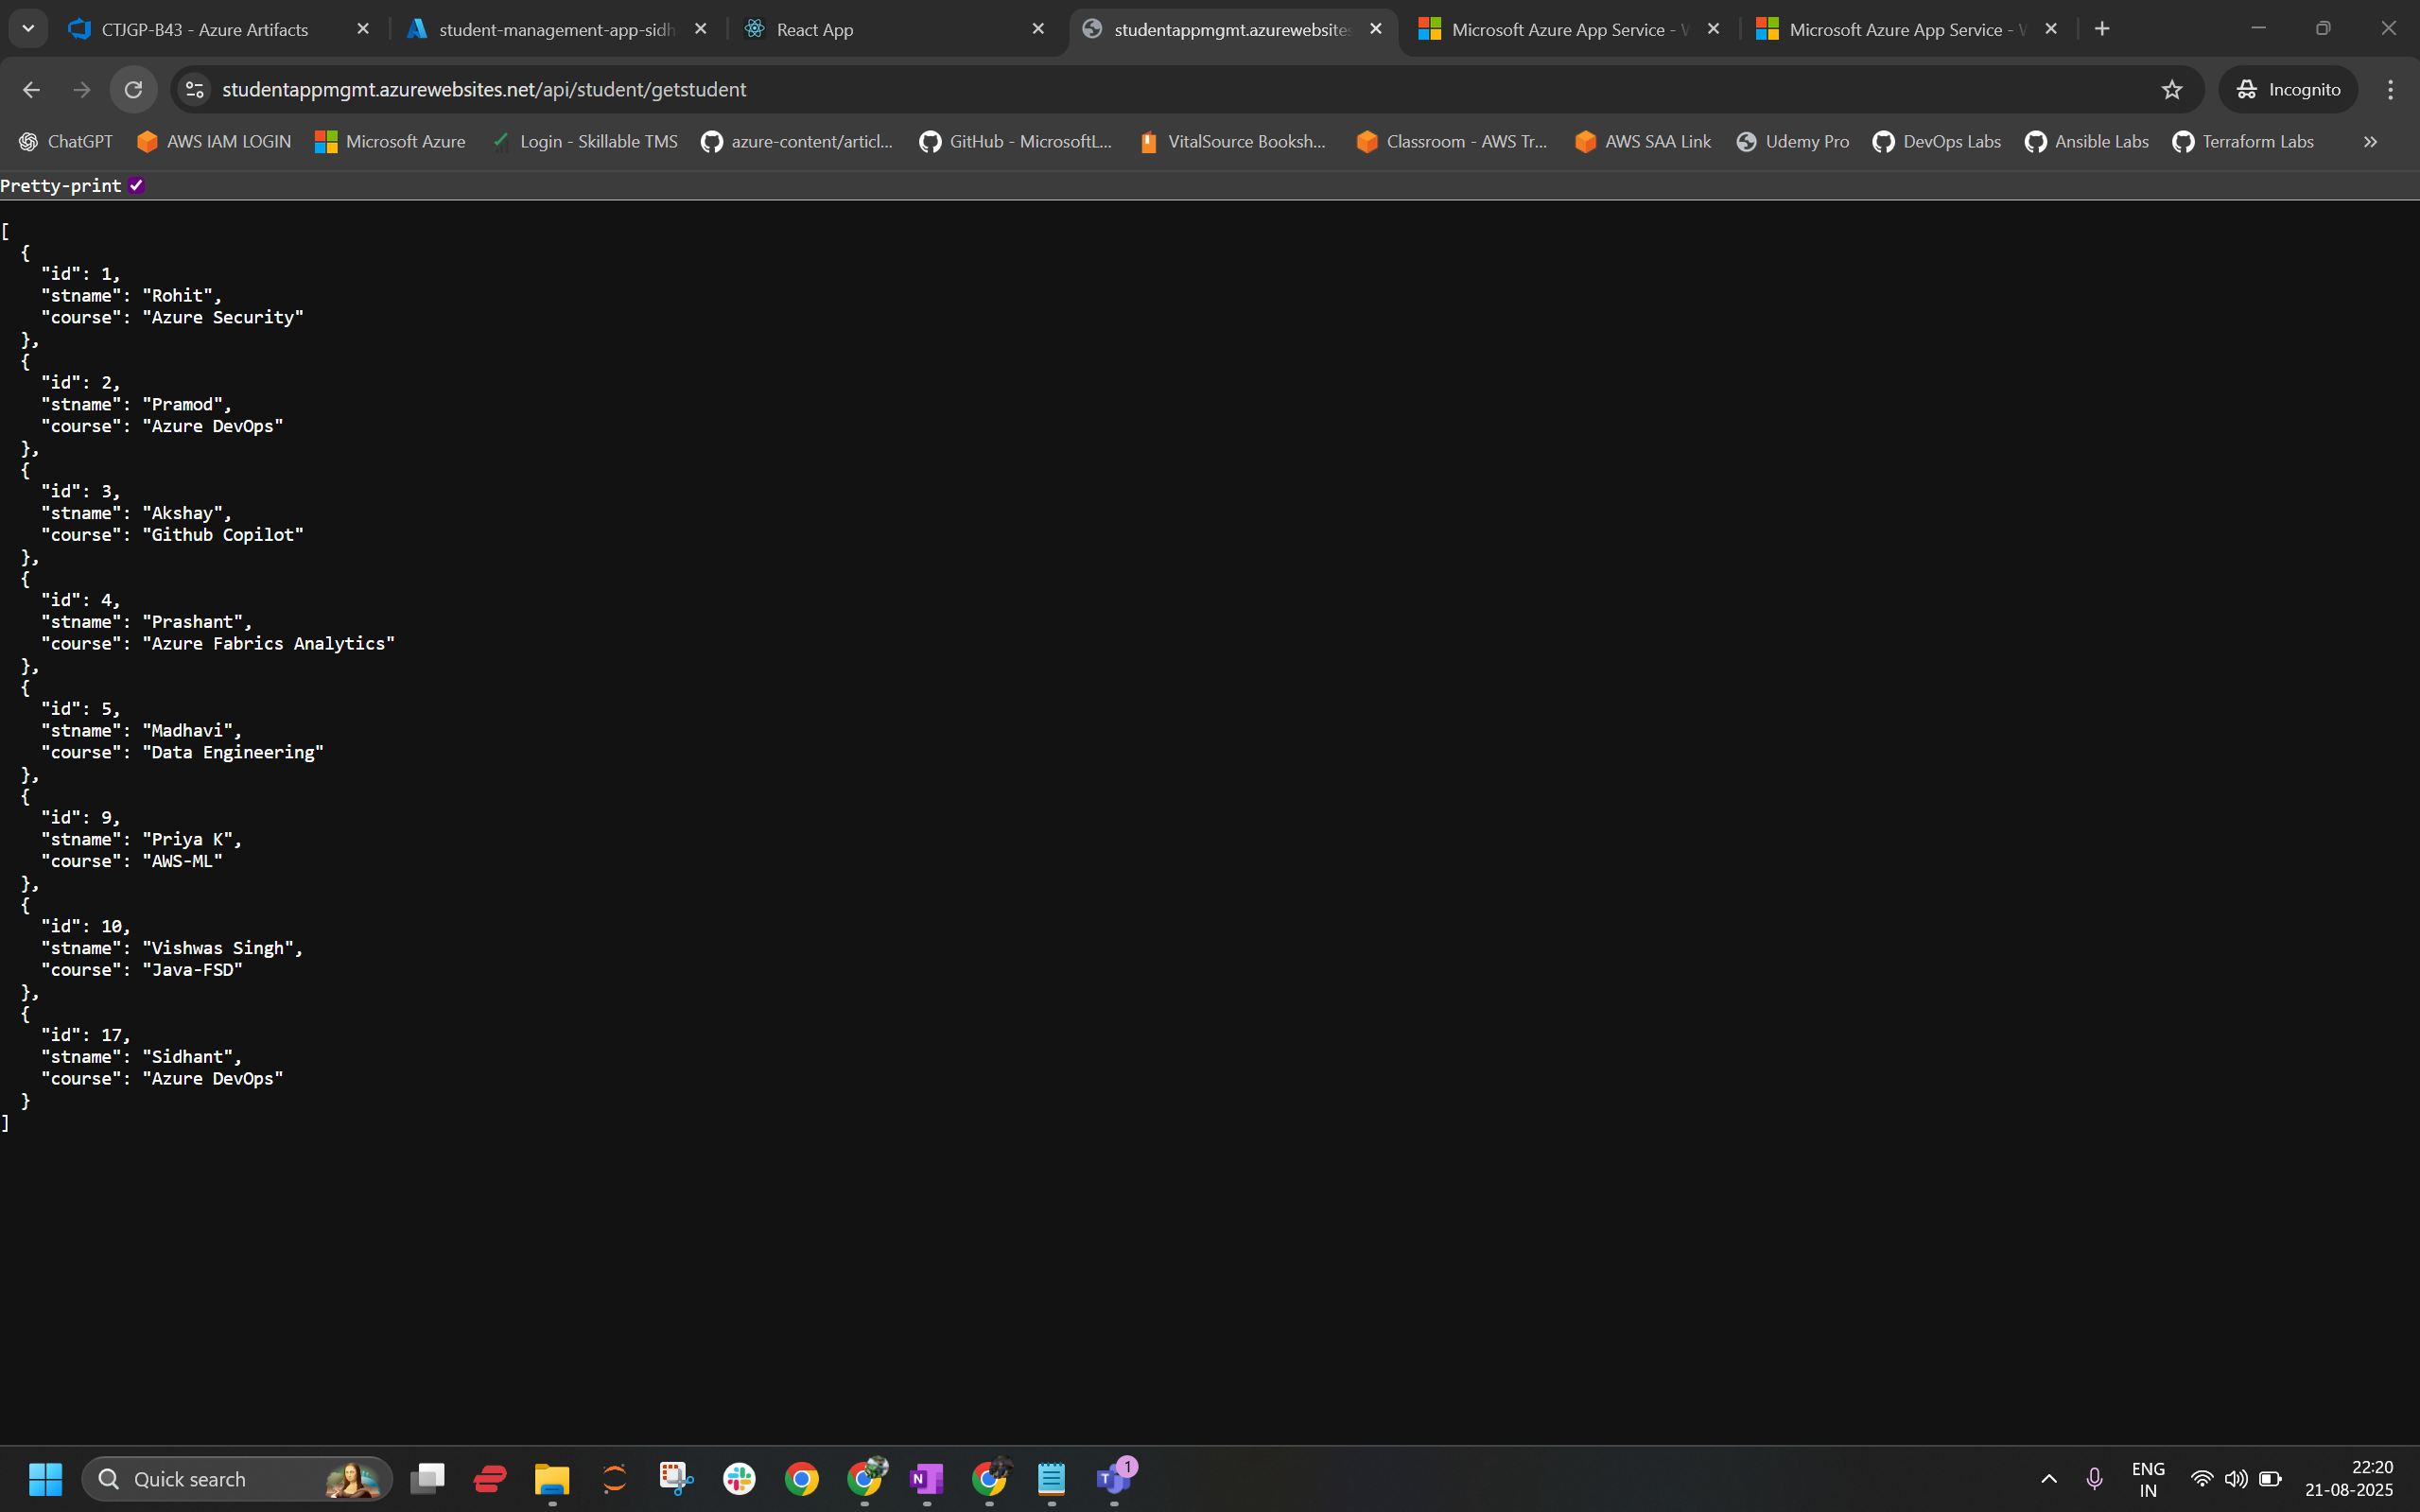 CTJGP-B43 - Azure Artifacts
student-management-app-sidh
React App
studentappmgmt.azurewebsites
Microsoft Azure App Service - W
Microsoft Azure App Service - W
studentappmgmt.azurewebsites.net/api/student/getstudent
Incognito
ChatGPT
AWS IAM LOGIN
Microsoft Azure
Login - Skillable TMS
azure-content/articl...
GitHub - MicrosoftL...
VitalSource Booksh...
Classroom - AWS Tr...
AWS SAA Link
Udemy Pro
DevOps Labs
Ansible Labs
Terraform Labs
Pretty-print
[
{
"id": 1,
"stname": "Rohit",
"course": "Azure Security"
},
{
"id": 2,
"stname": "Pramod",
"course": "Azure DevOps"
},
{
"id": 3,
"stname": "Akshay",
"course": "Github Copilot"
},
{
"id": 4,
"stname": "Prashant",
"course": "Azure Fabrics Analytics"
},
{
"id": 5,
"stname": "Madhavi",
"course": "Data Engineering"
},
{
"id": 9,
"stname": "Priya K",
"course": "AWS-ML"
},
{
"id": 10,
"stname": "Vishwas Singh",
"course": "Java-FSD"
},
{
"id": 17,
"stname": "Sidhant",
"course": "Azure DevOps"
}
]
Quick search
N
T
1
ENG
IN
22:20
21-08-2025